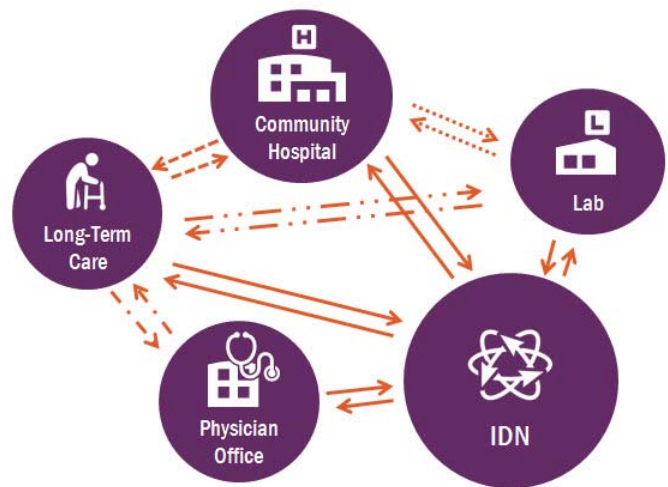 H
Community
Hospital
L
Lab
Long-Term
Care
Physician
Office
IDN